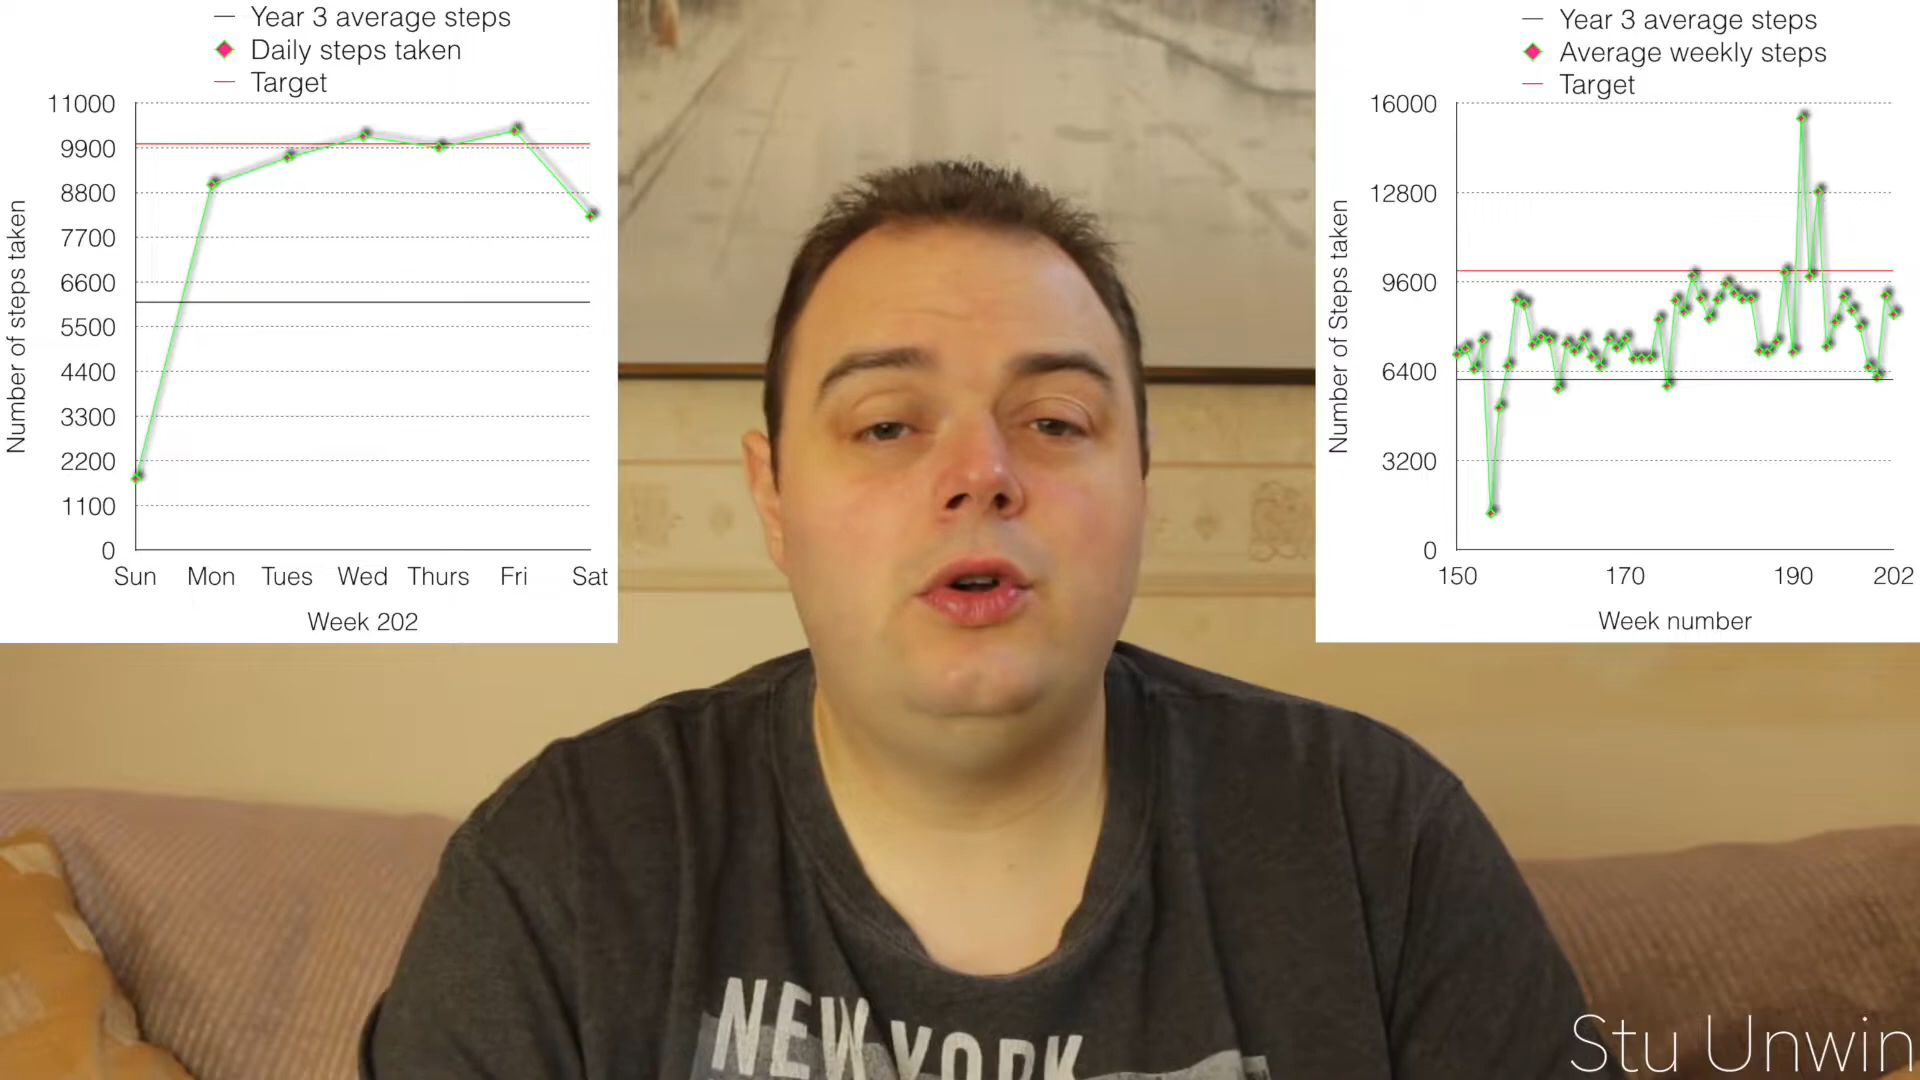 Year 3 average steps
Daily steps taken
Target
11000
9900
8800
7700
6600
5500
4400
3300
2200
1100
0
Number of steps taken
Sun Mon Tues Wed Thurs Fri Sat
Week 202
Year 3 average steps
Average weekly steps
Target
16000
12800
9600
6400
3200
0
Number of Steps taken
150 170 190 202
Week number
NEW YORK
Stu Unwin